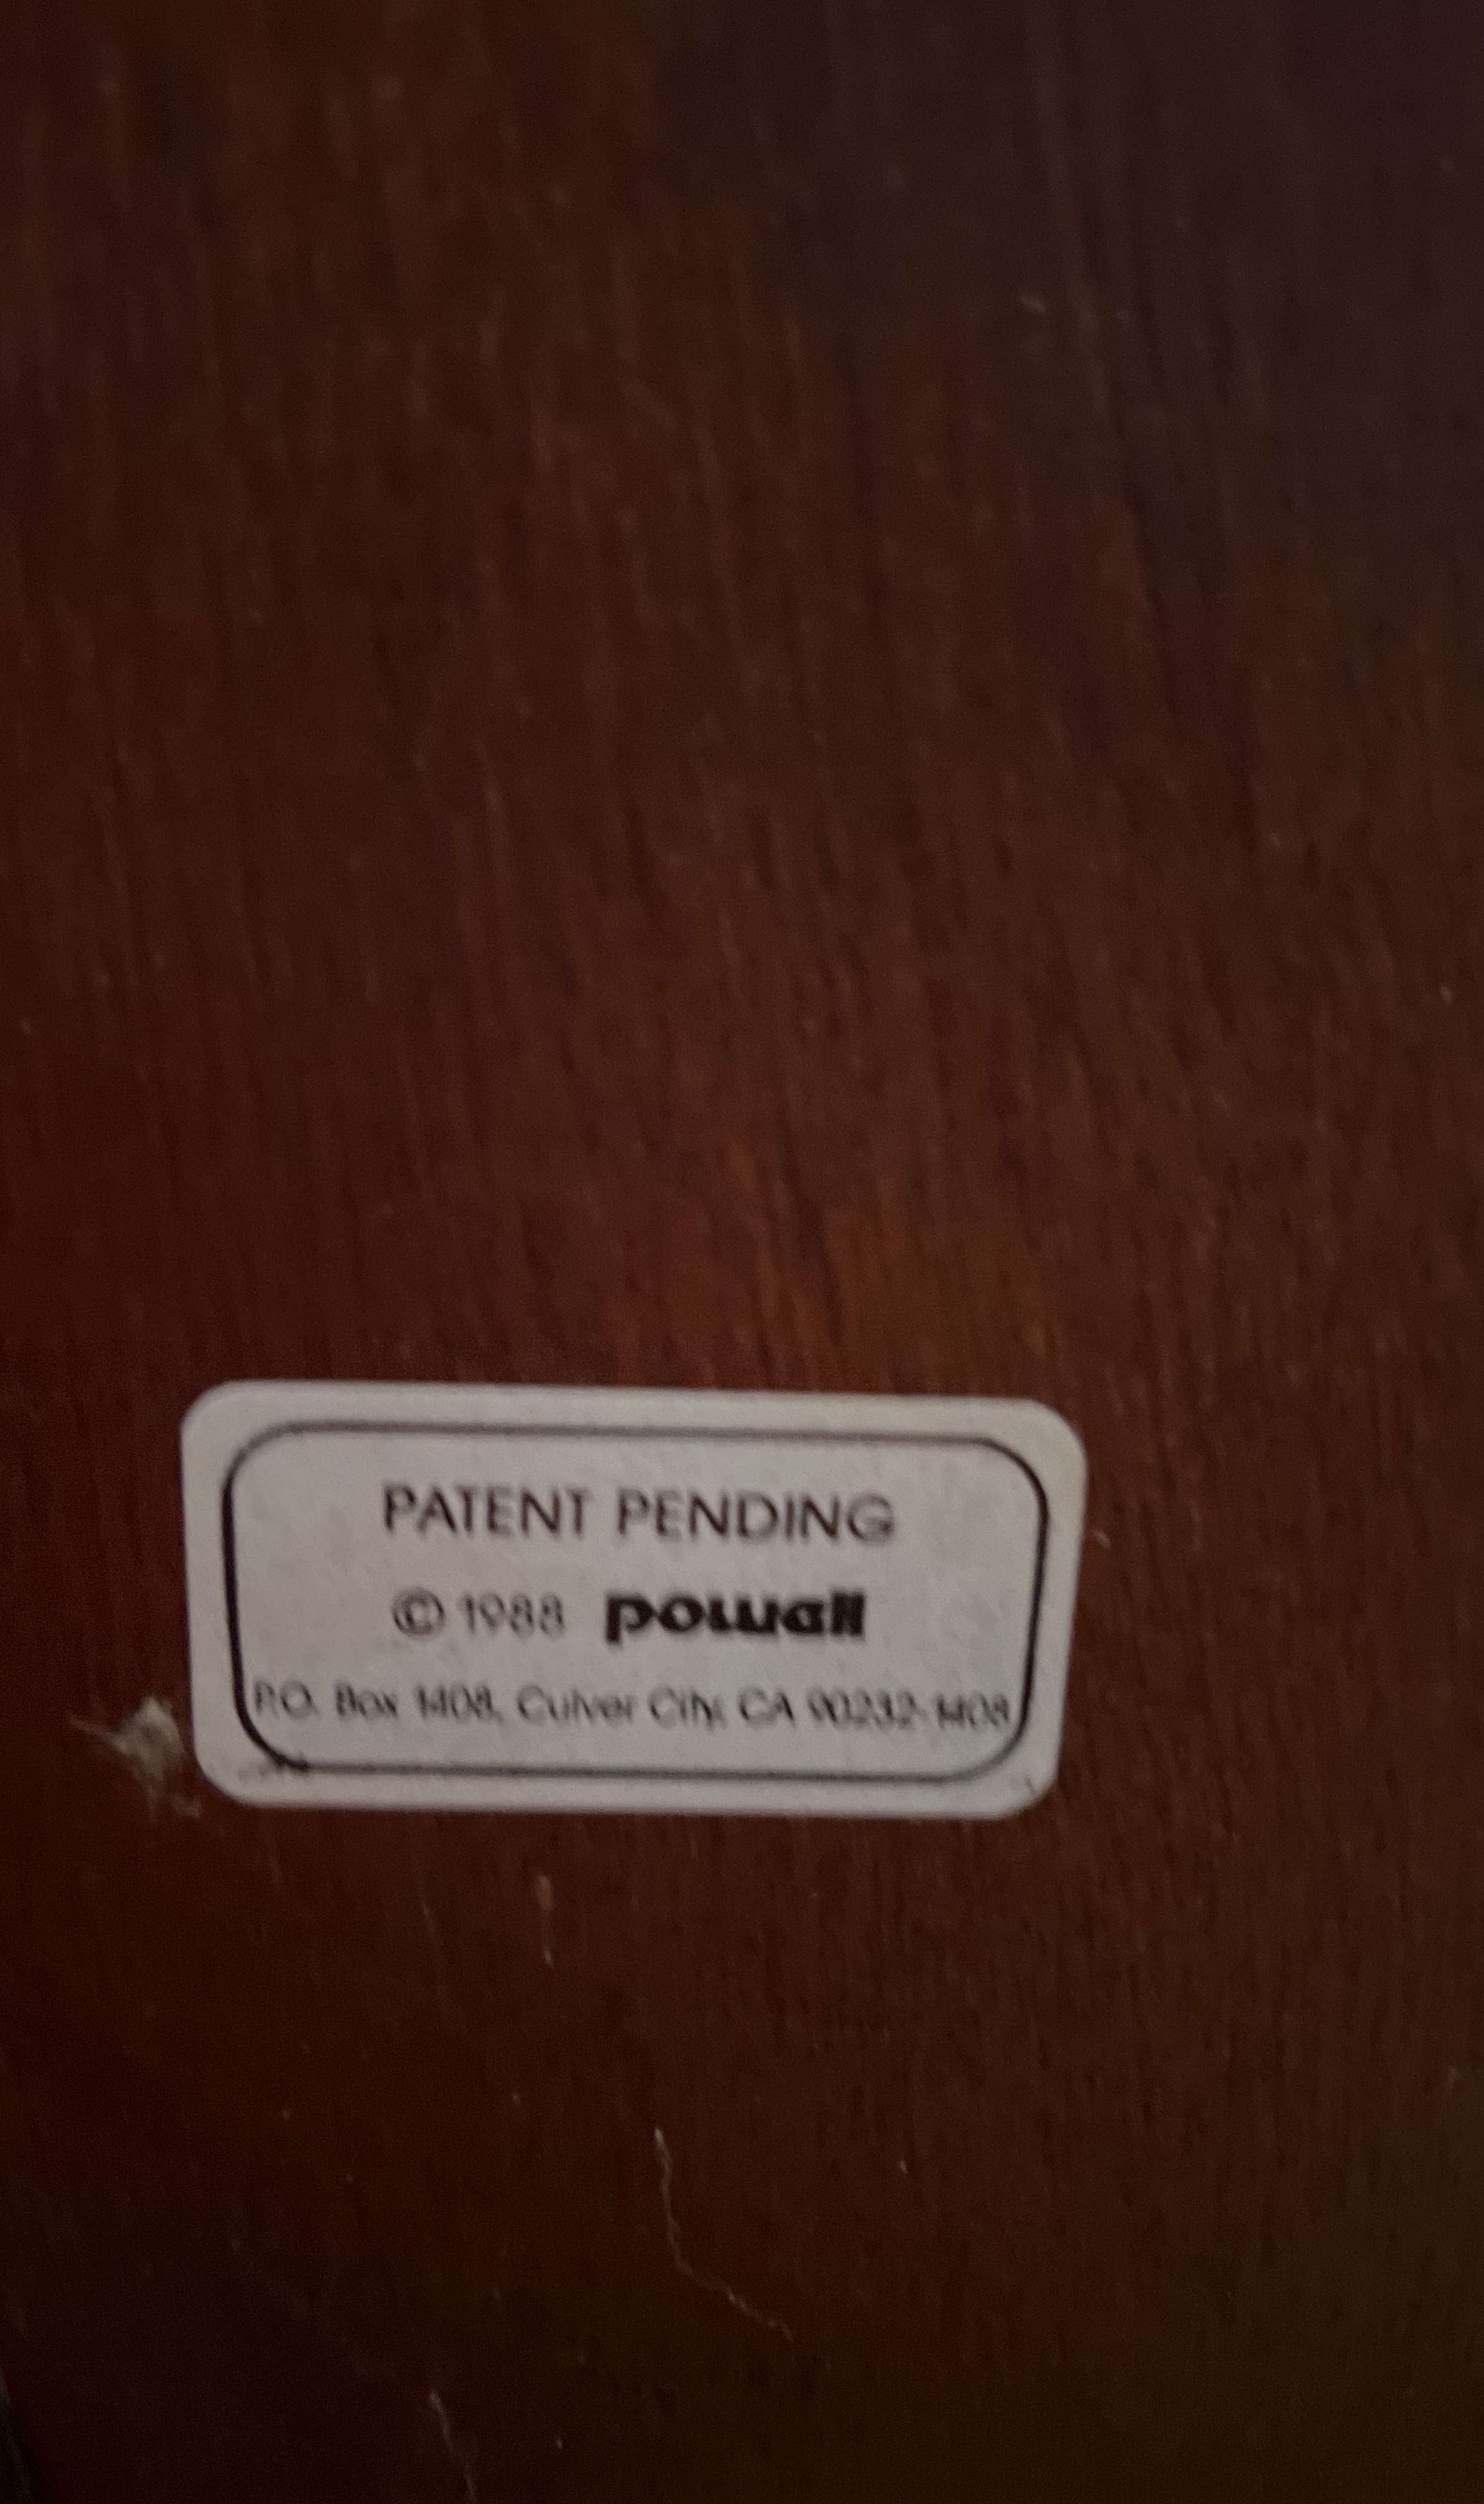 PATENT PENDING
© 1988 powell
P.O. Box 1408, Culver City, CA 90232-1408